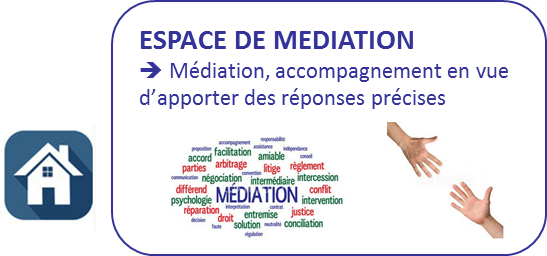 ESPACE DE MEDIATION
➔ Médiation, accompagnement en vue
d’apporter des réponses précises
proposition accompagnement responsabilité
accord facilitation assistance indépendance
parties arbitrage amiable conseil
litige règlement
communication négociation convention intermédiaire intercession
différend MÉDIATION conflit
psychologie interprétation contrat intervention
réparation droit entremise justice
décision faute solution neutralité conciliation
régulation